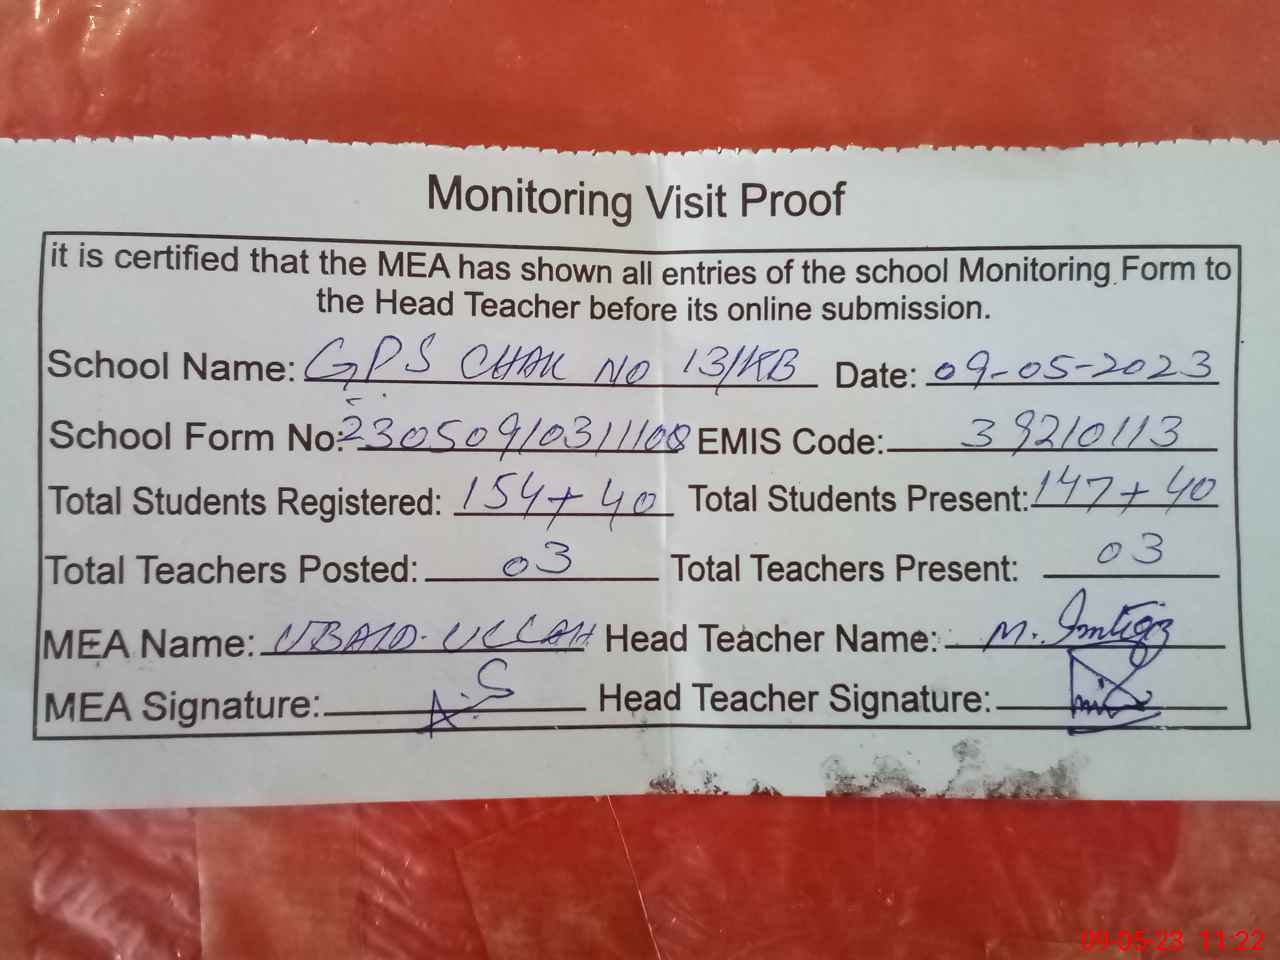 Monitoring Visit Proof
it is certified that the MEA has shown all entries of the school Monitoring Form to
the Head Teacher before its online submission.
School Name: GPS CHAK NO 13/KB Date: 09-05-2023
School Form No: 23050910311108 EMIS Code: 39210113
Total Students Registered: 154+40 Total Students Present: 147+40
Total Teachers Posted: 03 Total Teachers Present: 03
MEA Name: UBAID-ULLAH Head Teacher Name: M. Imtiaz
MEA Signature: A.S Head Teacher Signature:
09-05-23 11:22